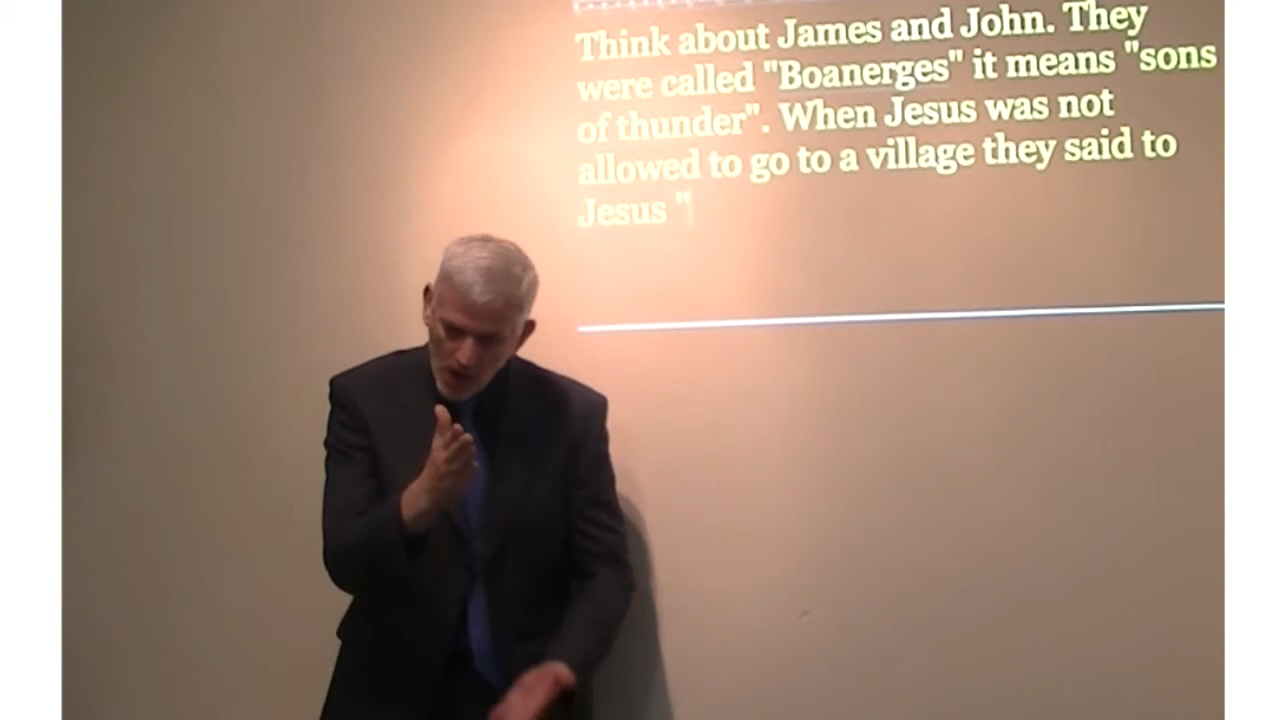 Think about James and John. They
were called "Boanerges" it means "sons
of thunder". When Jesus was not
allowed to go to a village they said to
Jesus "